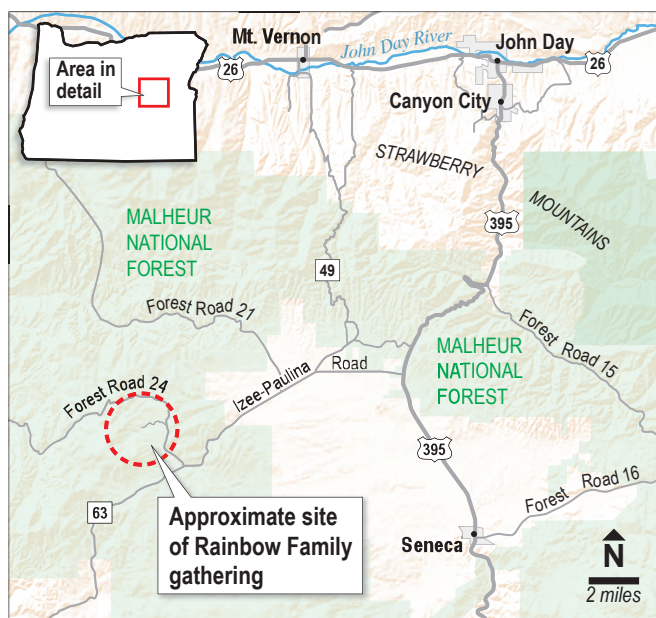 Mt. Vernon
John Day River
John Day
26
26
Area in
detail
Canyon City
STRAWBERRY
MOUNTAINS
395
MALHEUR
NATIONAL
FOREST
49
Forest Road 21
Forest Road 15
MALHEUR
NATIONAL
FOREST
Izee-Paulina
Road
Forest Road 24
395
63
Approximate site
of Rainbow Family
gathering
Seneca
Forest Road 16
N
2 miles